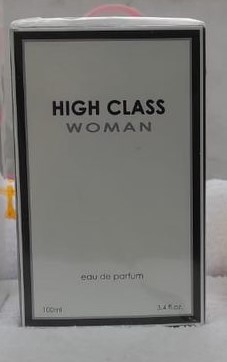 HIGH CLASS
WOMAN
eau de parfum
100ml 3.4 fl.oz.